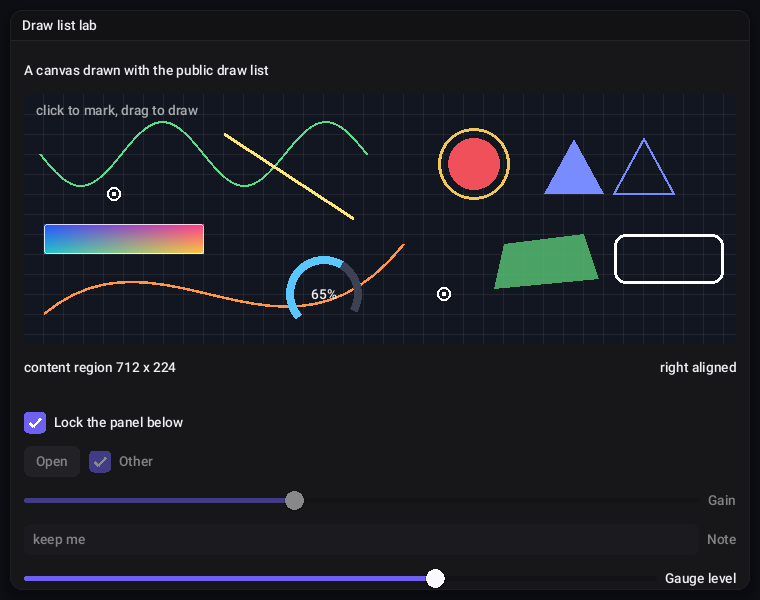 Draw list lab
A canvas drawn with the public draw list
click to mark, drag to draw
65%
content region 712 x 224
right aligned
Lock the panel below
Open
Other
Gain
keep me
Note
Gauge level